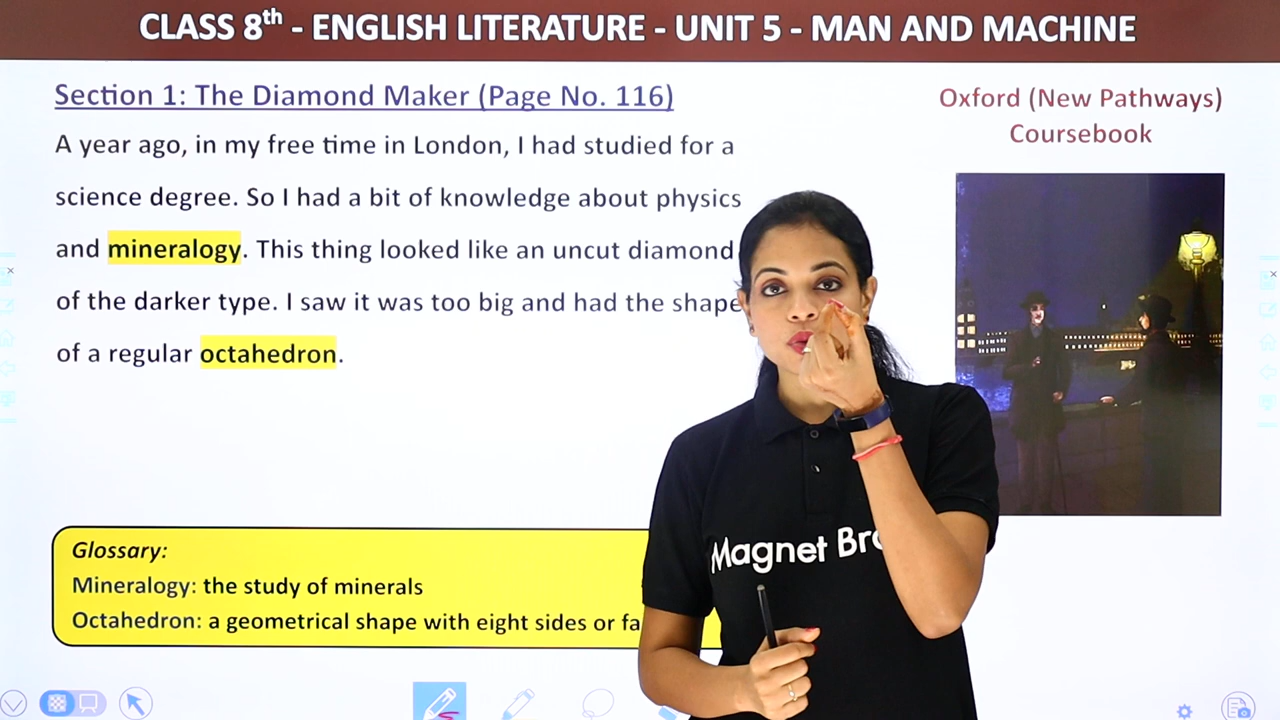 CLASS 8th - ENGLISH LITERATURE - UNIT 5 - MAN AND MACHINE
Section 1: The Diamond Maker (Page No. 116)
Oxford (New Pathways)
Coursebook
A year ago, in my free time in London, I had studied for a
science degree. So I had a bit of knowledge about physics
and mineralogy. This thing looked like an uncut diamond
of the darker type. I saw it was too big and had the shape
of a regular octahedron.
Glossary:
Mineralogy: the study of minerals
Octahedron: a geometrical shape with eight sides or
Magnet